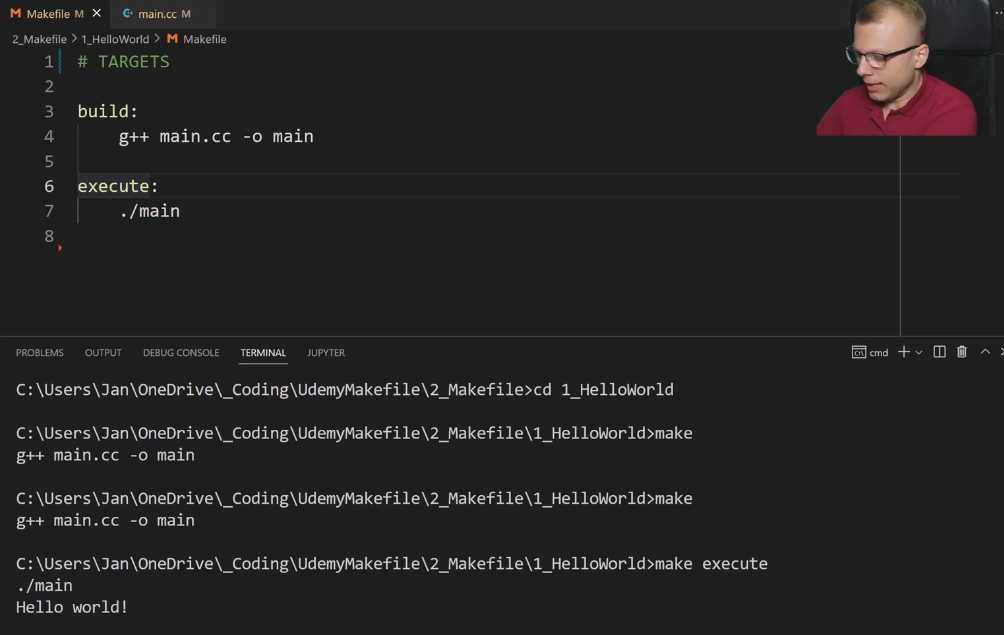 Makefile M
main.cc M
2_Makefile > 1_HelloWorld > Makefile
1 # TARGETS
2
3 build:
4 g++ main.cc -o main
5
6 execute:
7 ./main
8
PROBLEMS OUTPUT DEBUG CONSOLE TERMINAL JUPYTER cmd
C:\Users\Jan\OneDrive\_Coding\UdemyMakefile\2_Makefile>cd 1_HelloWorld
C:\Users\Jan\OneDrive\_Coding\UdemyMakefile\2_Makefile\1_HelloWorld>make
g++ main.cc -o main
C:\Users\Jan\OneDrive\_Coding\UdemyMakefile\2_Makefile\1_HelloWorld>make
g++ main.cc -o main
C:\Users\Jan\OneDrive\_Coding\UdemyMakefile\2_Makefile\1_HelloWorld>make execute
./main
Hello world!